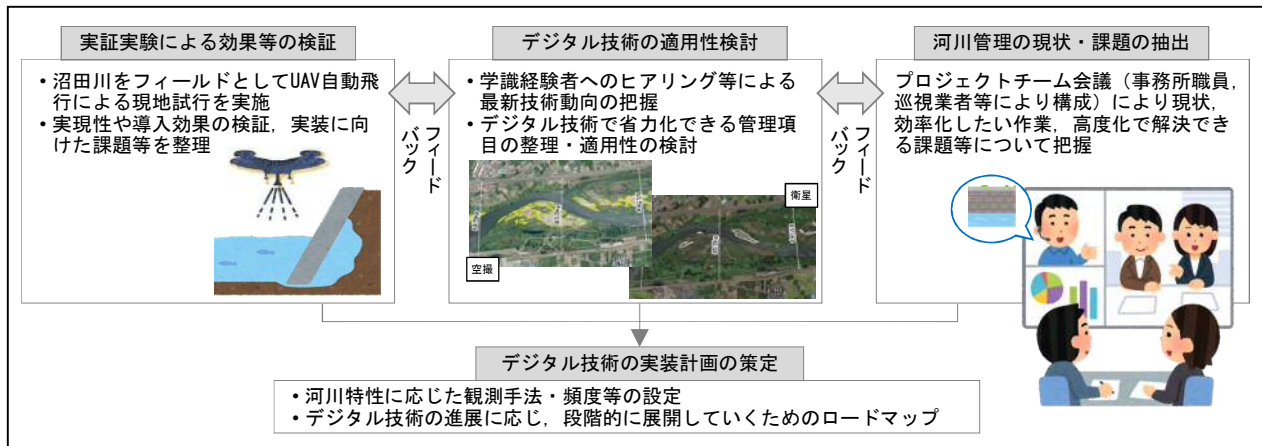 実証実験による効果等の検証
・沼田川をフィールドとしてUAV自動飛
行による現地試行を実施
・実現性や導入効果の検証，実装に向
けた課題等を整理
フィード
バック
デジタル技術の適用性検討
・学識経験者へのヒアリング等による
最新技術動向の把握
・デジタル技術で省力化できる管理項
目の整理・適用性の検討
空撮
衛星
フィード
バック
河川管理の現状・課題の抽出
プロジェクトチーム会議（事務所職員，
巡視業者等により構成）により現状，
効率化したい作業，高度化で解決でき
る課題等について把握
デジタル技術の実装計画の策定
・河川特性に応じた観測手法・頻度等の設定
・デジタル技術の進展に応じ，段階的に展開していくためのロードマップ